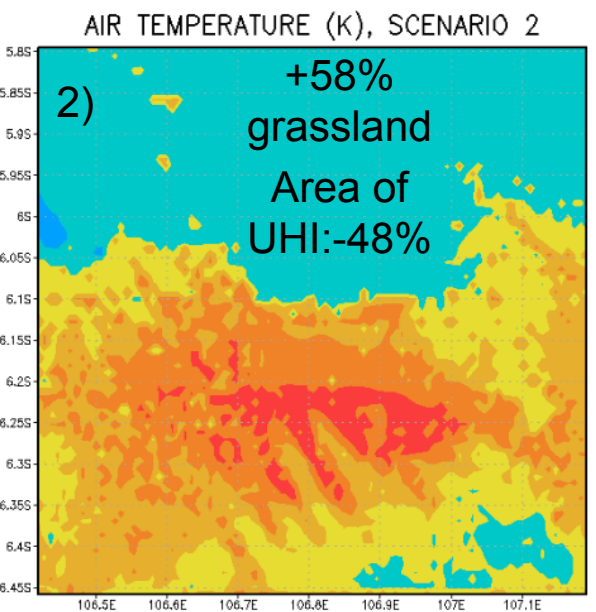 AIR TEMPERATURE (K), SCENARIO 2
2)
+58%
grassland
Area of
UHI:-48%
5.8S
5.85S
5.9S
5.95S
6S
6.05S
6.1S
6.15S
6.2S
6.25S
6.3S
6.35S
6.4S
6.45S
106.5E 106.6E 106.7E 106.8E 106.9E 107E 107.1E